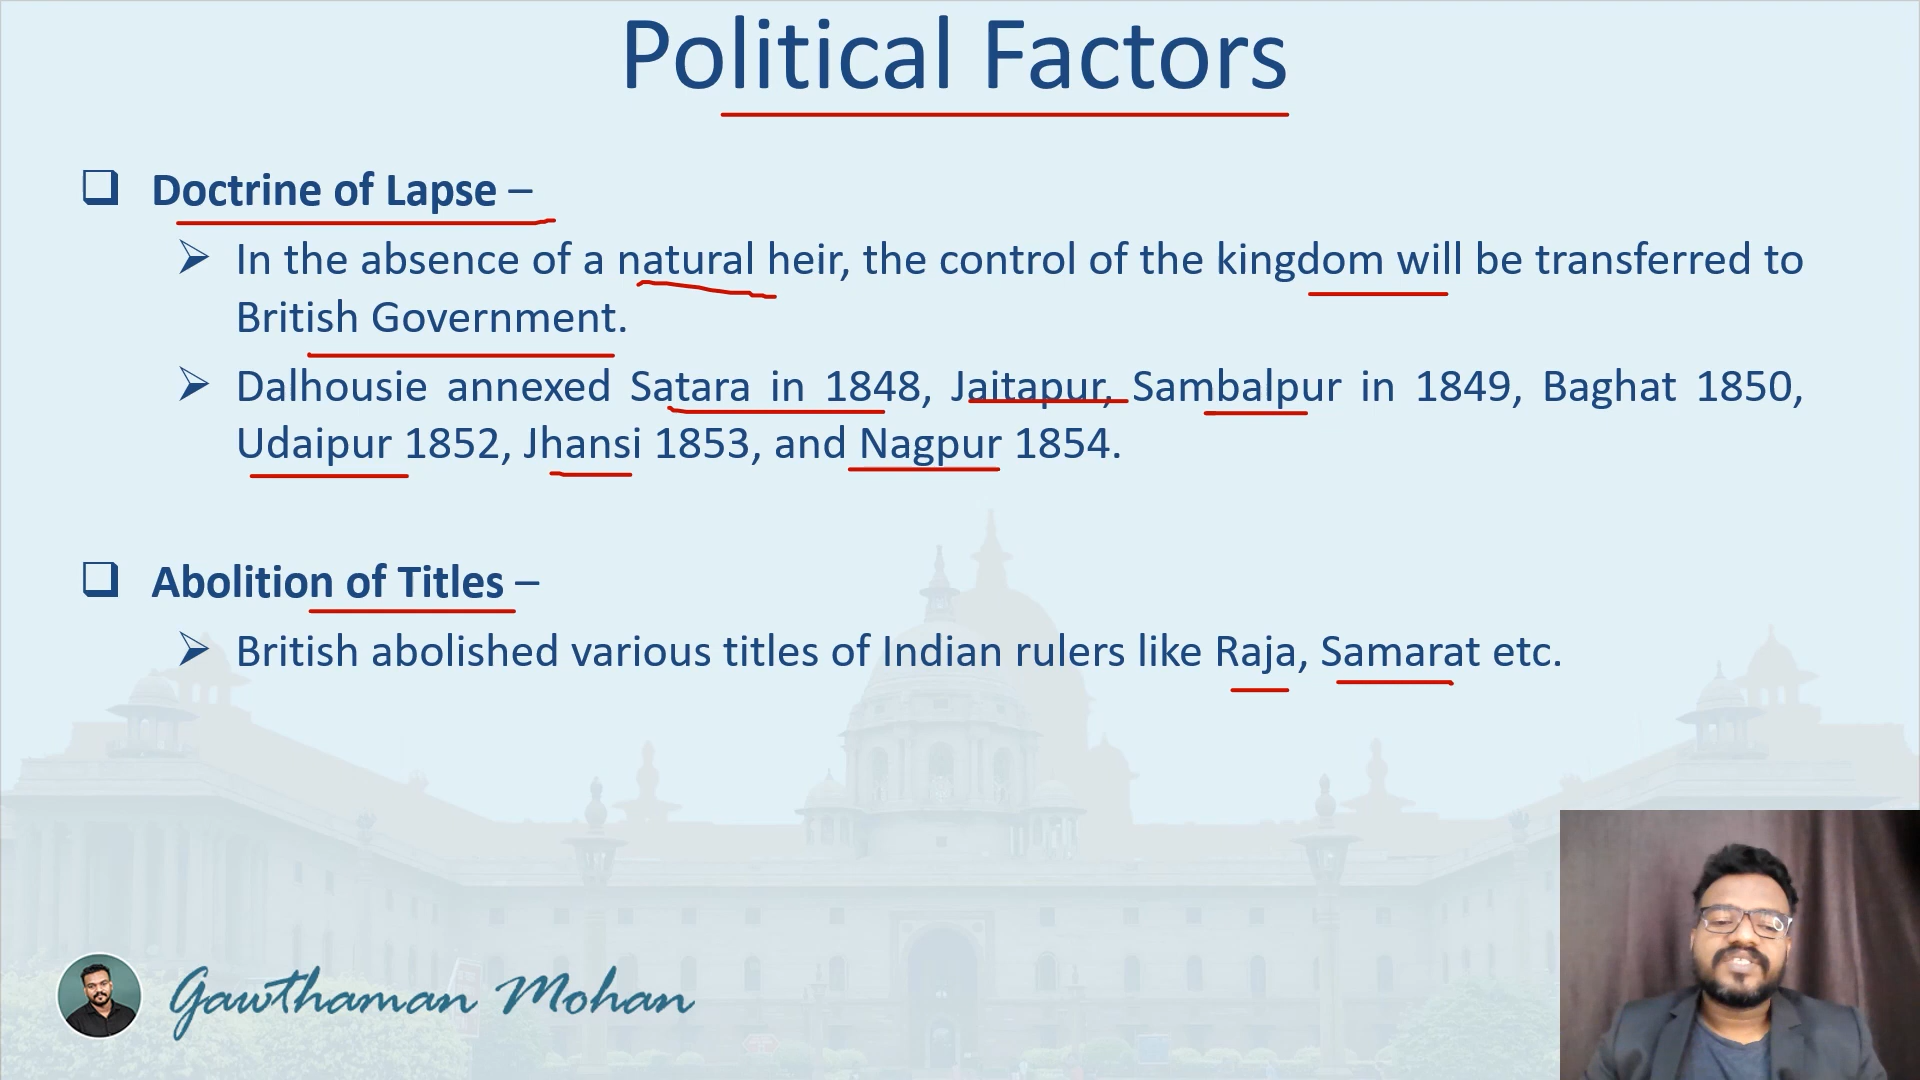 Political Factors
❑ Doctrine of Lapse –
➢ In the absence of a natural heir, the control of the kingdom will be transferred to
British Government.
➢ Dalhousie annexed Satara in 1848, Jaitapur, Sambalpur in 1849, Baghat 1850,
Udaipur 1852, Jhansi 1853, and Nagpur 1854.
❑ Abolition of Titles –
➢ British abolished various titles of Indian rulers like Raja, Samarat etc.
Gawthaman Mohan